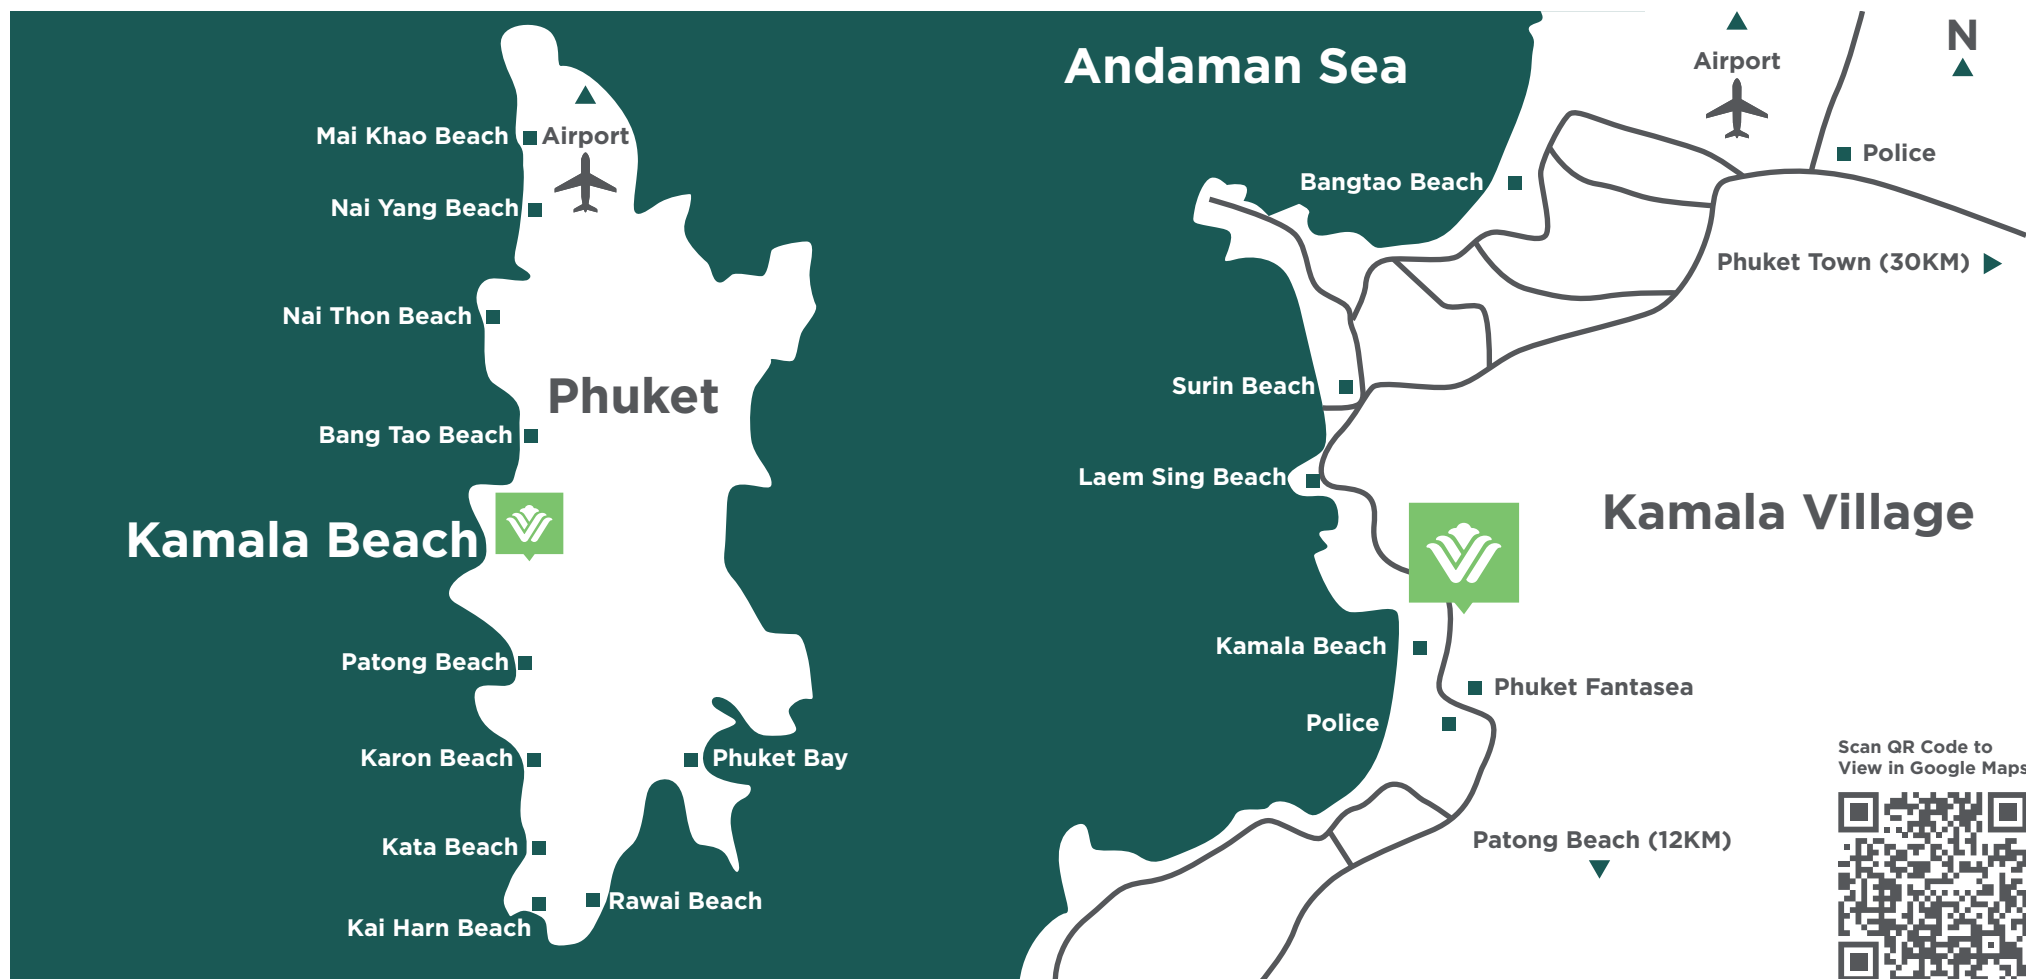 Mai Khao Beach
Airport
Nai Yang Beach
Nai Thon Beach
Phuket
Bang Tao Beach
Kamala Beach
Patong Beach
Karon Beach
Phuket Bay
Kata Beach
Rawai Beach
Kai Harn Beach
Andaman Sea
Airport
N
Police
Bangtao Beach
Phuket Town (30KM)
Surin Beach
Laem Sing Beach
Kamala Village
Kamala Beach
Phuket Fantasea
Police
Patong Beach (12KM)
Scan QR Code to
View in Google Maps